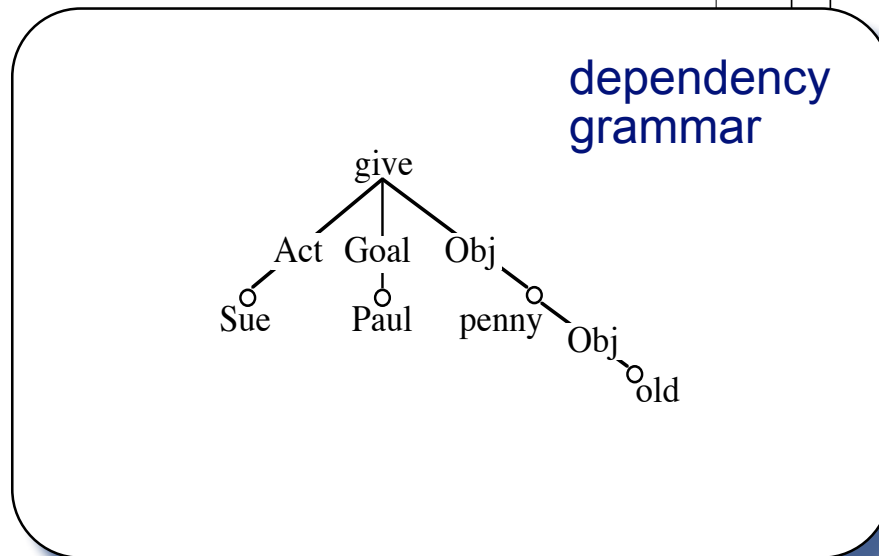 dependency
grammar
give
Act Goal Obj
Sue Paul penny
Obj
old